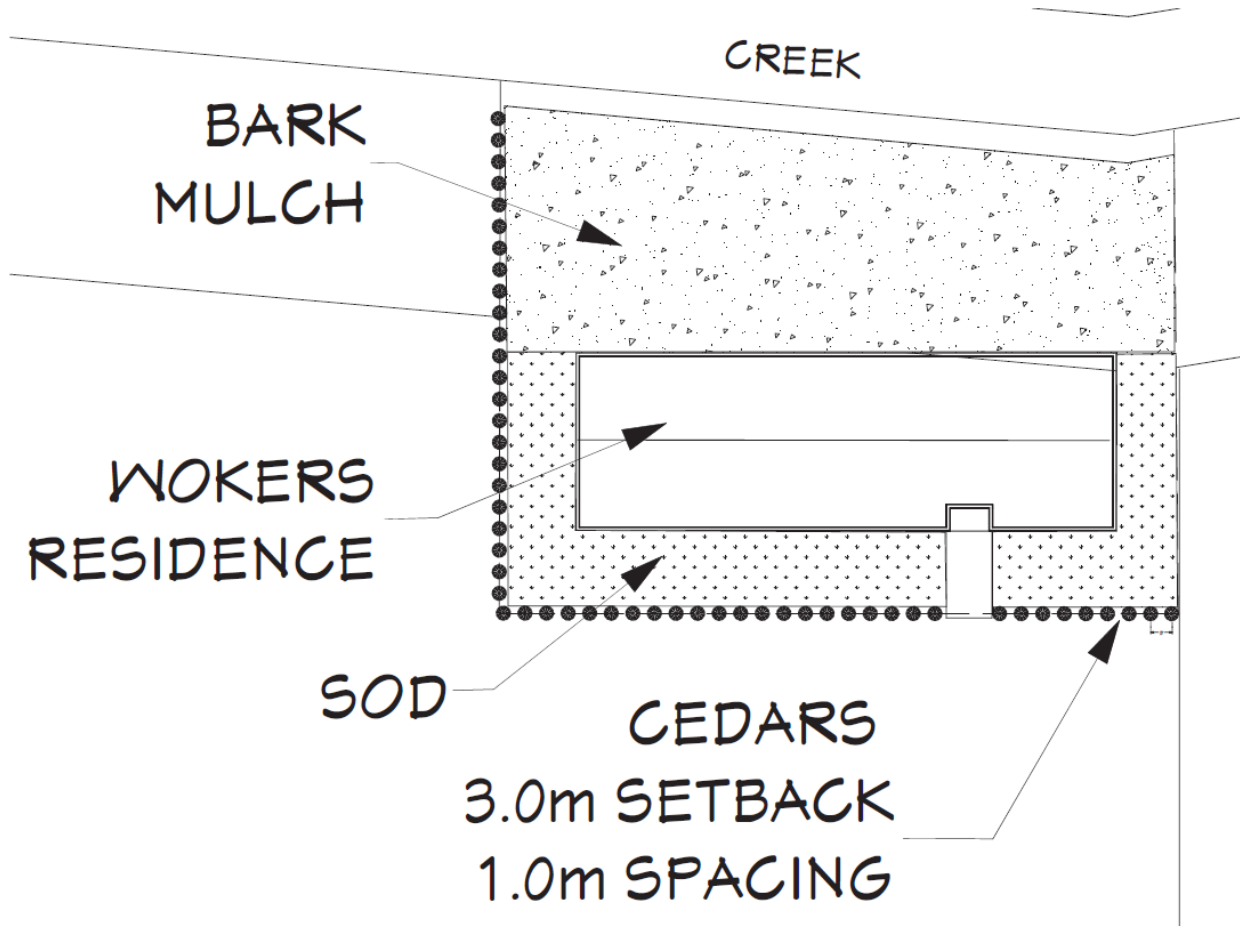 CREEK
BARK
MULCH
WOKERS
RESIDENCE
SOD
CEDARS
3.0m SETBACK
1.0m SPACING